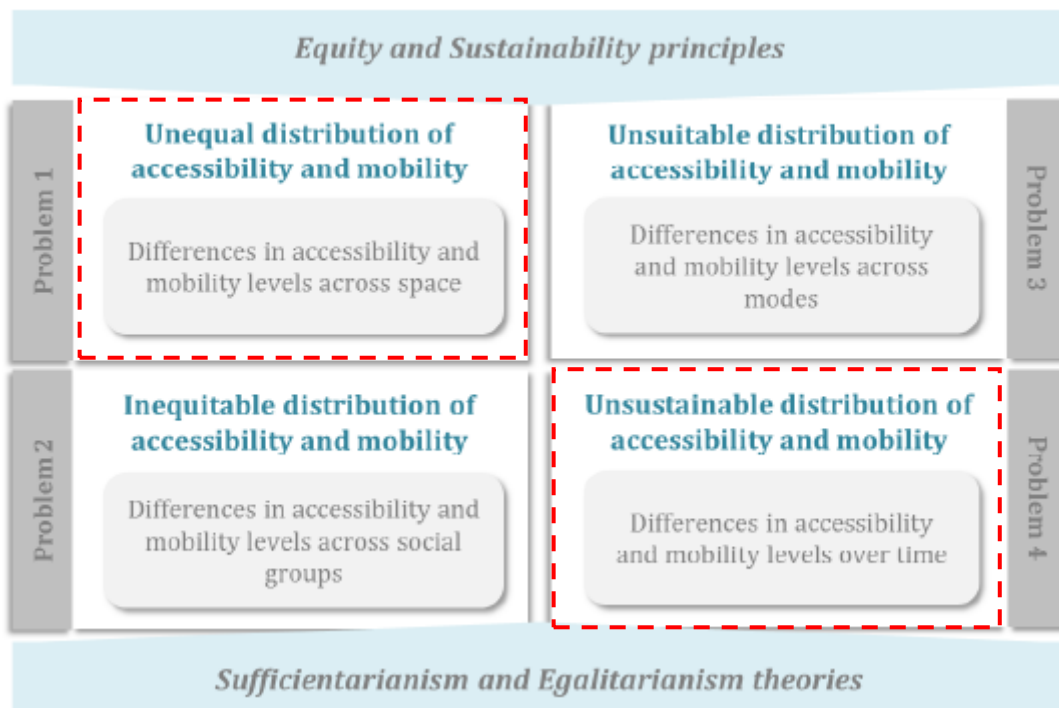 Equity and Sustainability principles
Problem 1
Unequal distribution of
accessibility and mobility
Differences in accessibility and
mobility levels across space
Unsuitable distribution of
accessibility and mobility
Differences in accessibility
and mobility levels across
modes
Problem 3
Problem 2
Inequitable distribution of
accessibility and mobility
Differences in accessibility and
mobility levels across social
groups
Unsustainable distribution of
accessibility and mobility
Differences in accessibility
and mobility levels over time
Problem 4
Sufficientarianism and Egalitarianism theories